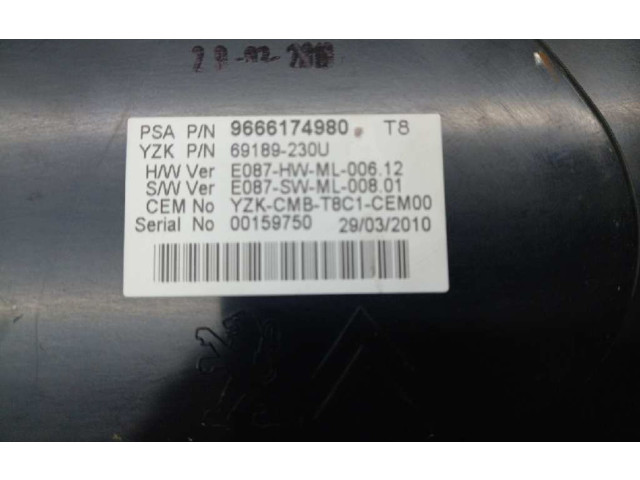 PSA P/N 9666174980 T8
YZK P/N 69189-230U
H/W Ver E087-HW-ML-006.12
S/W Ver E087-SW-ML-008.01
CEM No YZK-CMB-T8C1-CEM00
Serial No 00159750 29/03/2010